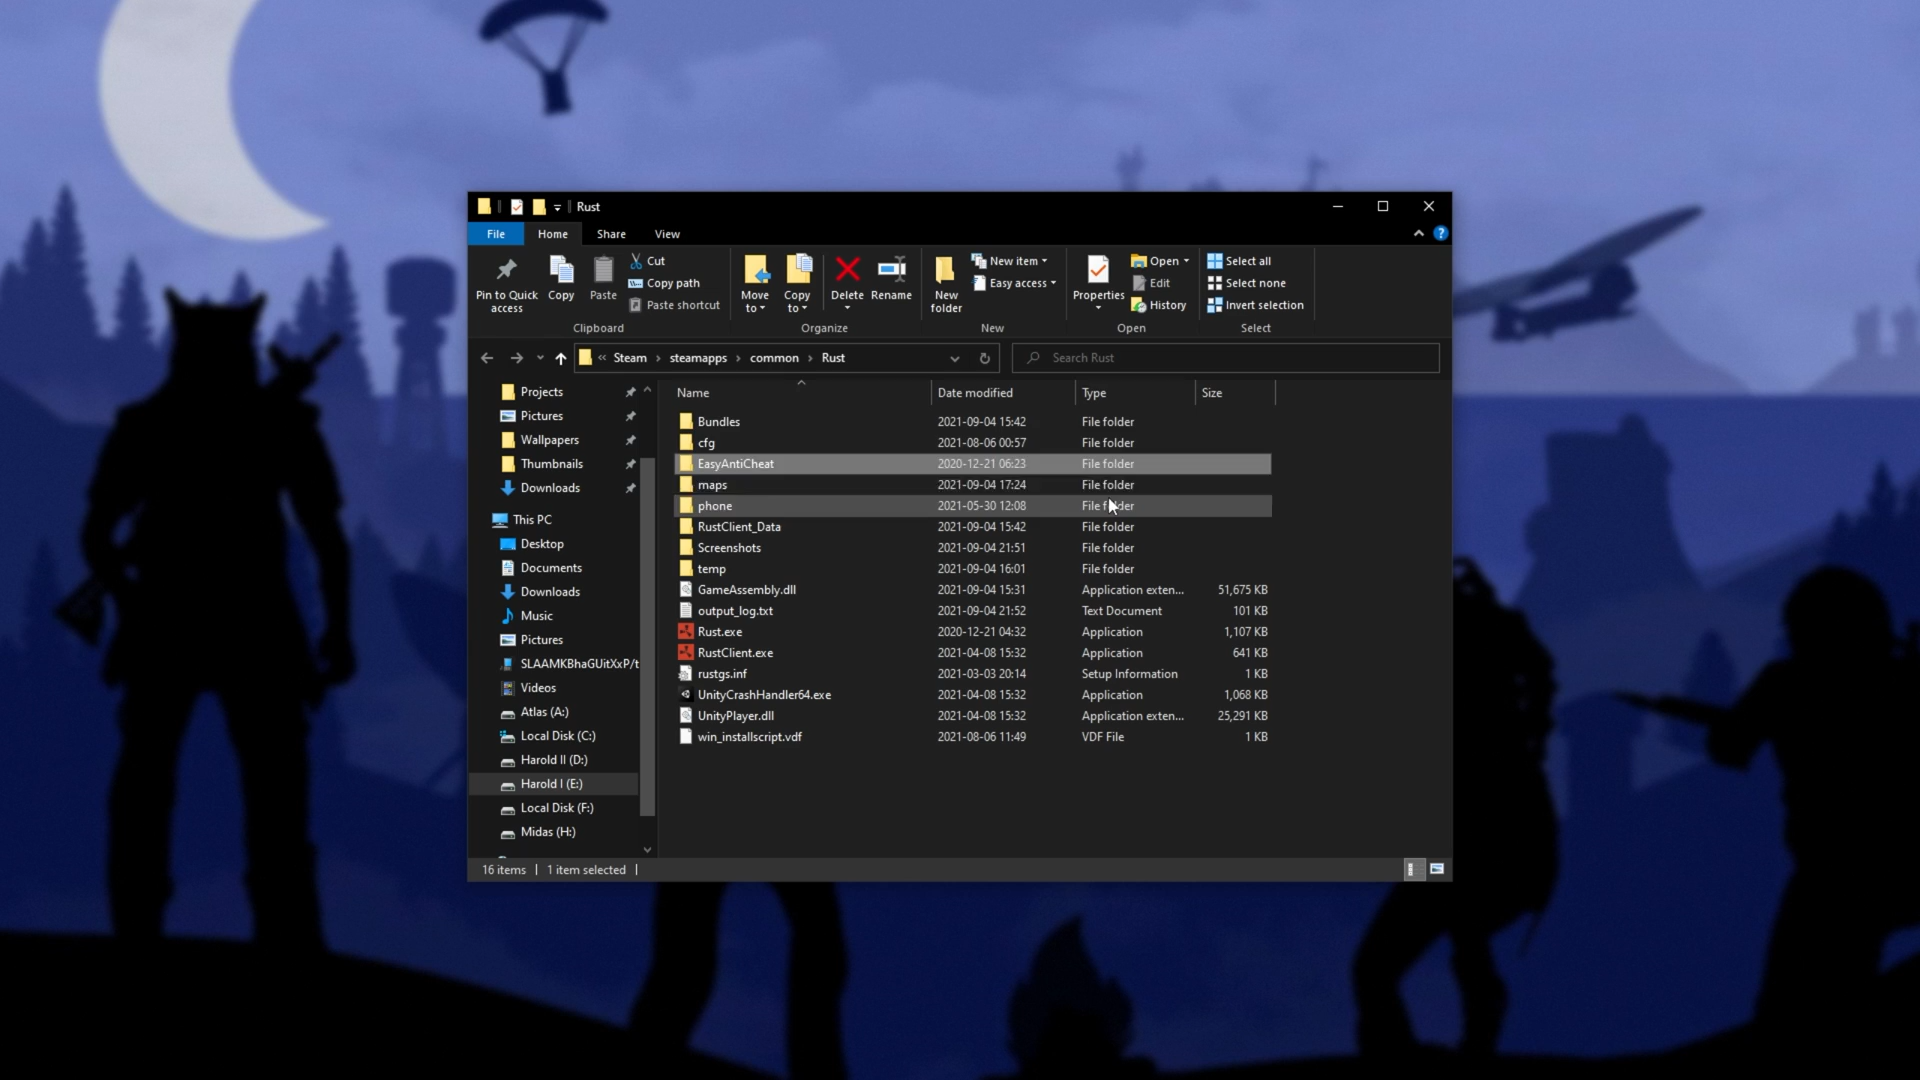 Rust
File Home Share View
Pin to Quick access
Copy
Paste
Cut
Copy path
Paste shortcut
Clipboard
Move to
Copy to
Delete
Rename
Organize
New folder
New item
Easy access
New
Properties
Open
Edit
History
Open
Select all
Select none
Invert selection
Select
« Steam › steamapps › common › Rust
Search Rust
Projects
Pictures
Wallpapers
Thumbnails
Downloads
This PC
Desktop
Documents
Downloads
Music
Pictures
SLAAMKBhaGUitXxP/t
Videos
Atlas (A:)
Local Disk (C:)
Harold II (D:)
Harold I (E:)
Local Disk (F:)
Midas (H:)
Name Date modified Type Size
Bundles 2021-09-04 15:42 File folder
cfg 2021-08-06 00:57 File folder
EasyAntiCheat 2020-12-21 06:23 File folder
maps 2021-09-04 17:24 File folder
phone 2021-05-30 12:08 File folder
RustClient_Data 2021-09-04 15:42 File folder
Screenshots 2021-09-04 21:51 File folder
temp 2021-09-04 16:01 File folder
GameAssembly.dll 2021-09-04 15:31 Application exten... 51,675 KB
output_log.txt 2021-09-04 21:52 Text Document 101 KB
Rust.exe 2020-12-21 04:32 Application 1,107 KB
RustClient.exe 2021-04-08 15:32 Application 641 KB
rustgs.inf 2021-03-03 20:14 Setup Information 1 KB
UnityCrashHandler64.exe 2021-04-08 15:32 Application 1,068 KB
UnityPlayer.dll 2021-04-08 15:32 Application exten... 25,291 KB
win_installscript.vdf 2021-08-06 11:49 VDF File 1 KB
16 items | 1 item selected |